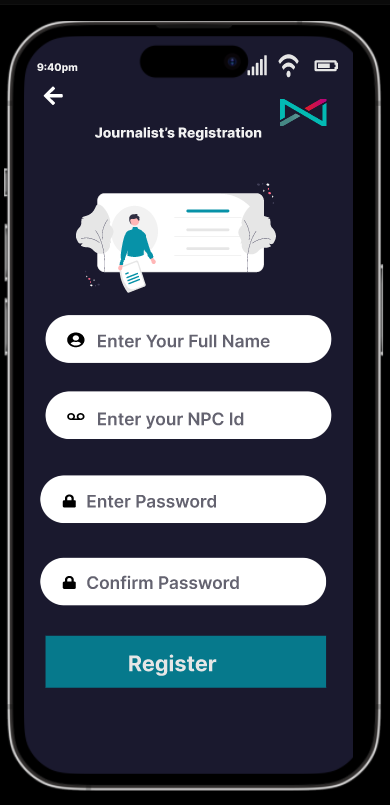 9:40pm
Journalist’s Registration
Enter Your Full Name
Enter your NPC Id
Enter Password
Confirm Password
Register